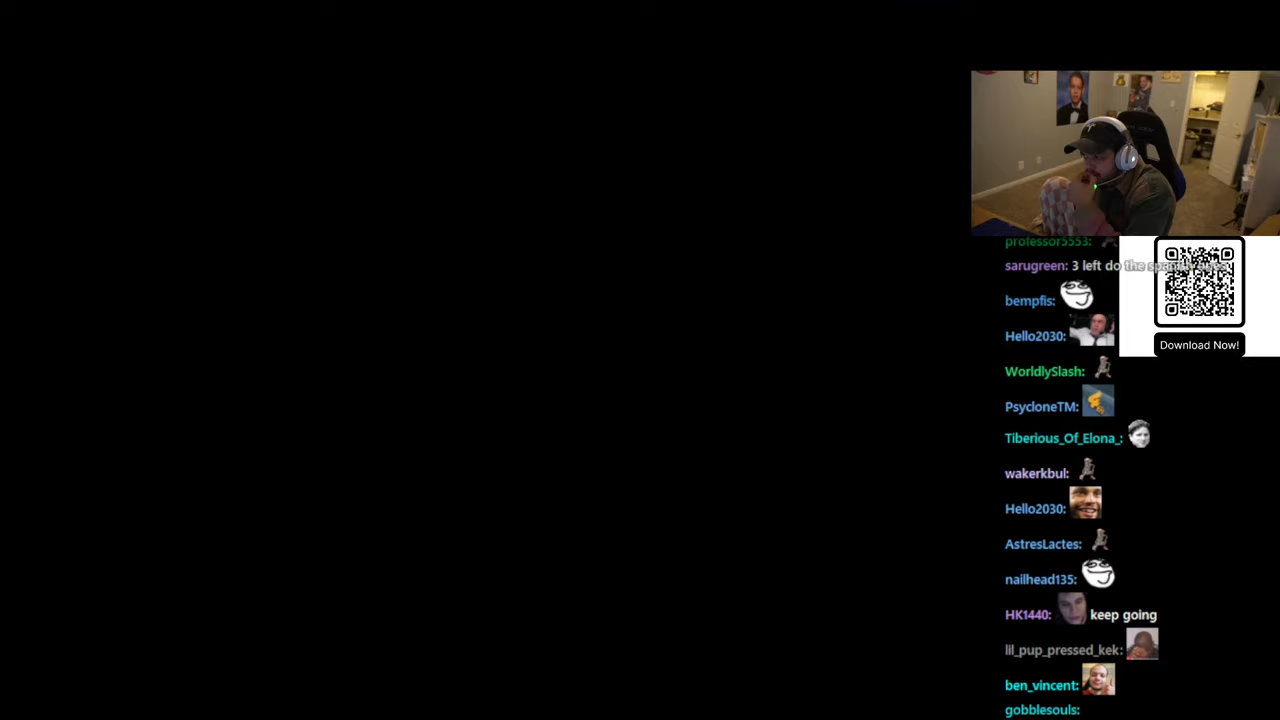 professor5553:
sarugreen: 3 left do the
bempfis:
Hello2030:
Download Now!
WorldlySlash:
PsycloneTM:
Tiberious_Of_Elona_:
wakerkbul:
Hello2030:
AstresLactes:
nailhead135:
HK1440: keep going
lil_pup_pressed_kek:
ben_vincent:
gobblesouls: